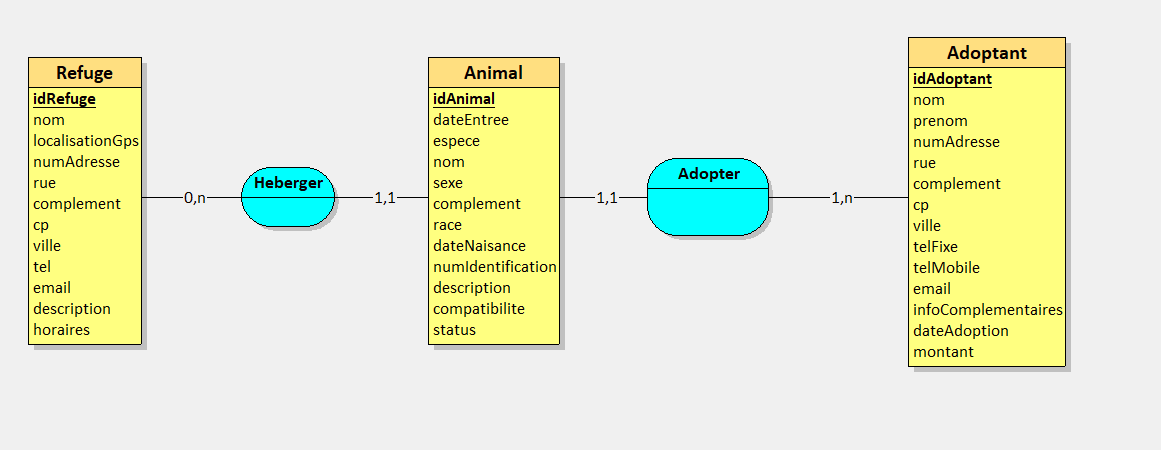 Refuge
idRefuge
nom
localisationGps
numAdresse
rue
complement
cp
ville
tel
email
description
horaires
0,n
Heberger
1,1
Animal
idAnimal
dateEntree
espece
nom
sexe
complement
race
dateNaisance
numIdentification
description
compatibilite
status
1,1
Adopter
1,n
Adoptant
idAdoptant
nom
prenom
numAdresse
rue
complement
cp
ville
telFixe
telMobile
email
infoComplementaires
dateAdoption
montant